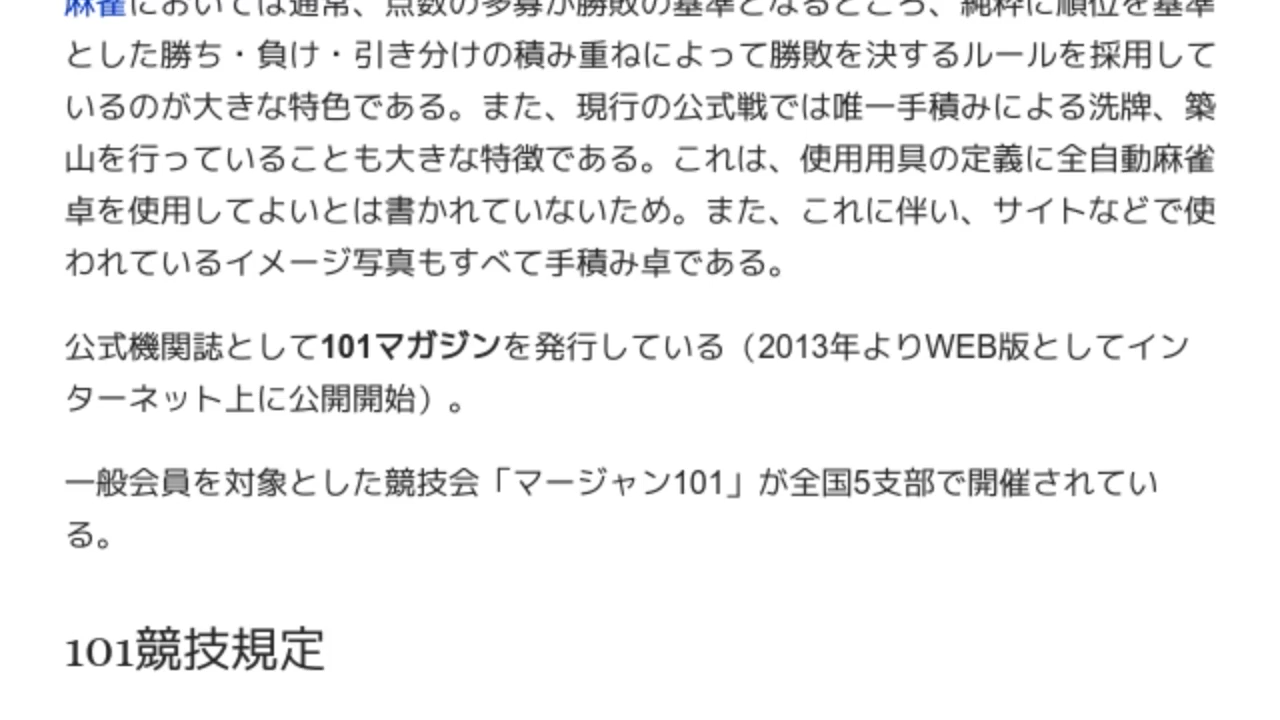 麻雀においては通常、点数の多寡が勝敗の基準となるところ、純粋に順位を基準
とした勝ち・負け・引き分けの積み重ねによって勝敗を決するルールを採用して
いるのが大きな特色である。また、現行の公式戦では唯一手積みによる洗牌、築
山を行っていることも大きな特徴である。これは、使用用具の定義に全自動麻雀
卓を使用してよいとは書かれていないため。また、これに伴い、サイトなどで使
われているイメージ写真もすべて手積み卓である。
公式機関誌として101マガジンを発行している（2013年よりWEB版としてイン
ターネット上に公開開始）。
一般会員を対象とした競技会「マージャン101」が全国5支部で開催されてい
る。
101競技規定